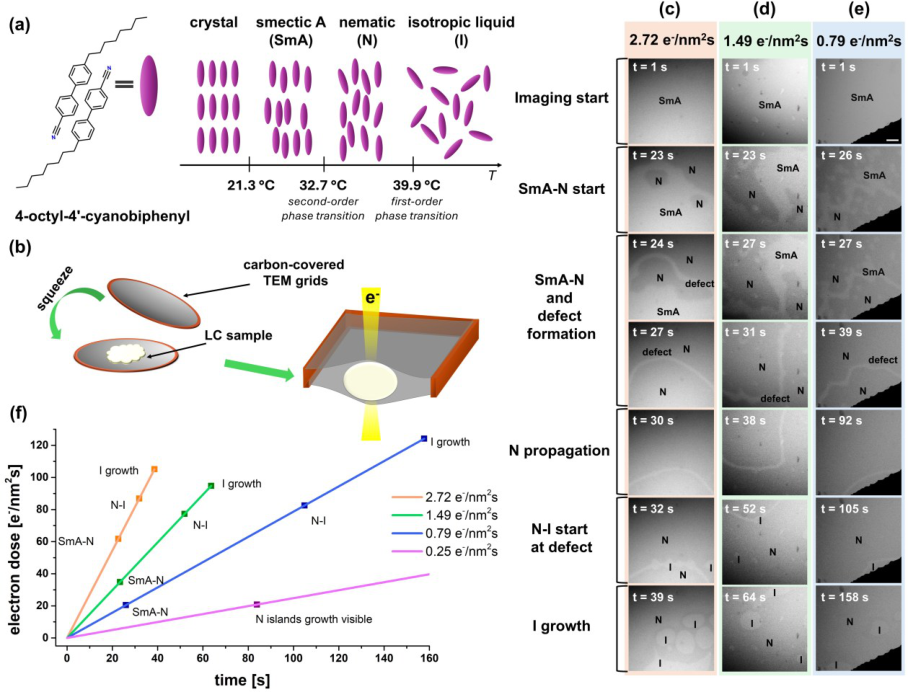 (a)
crystal
smectic A
(SmA)
nematic
(N)
isotropic liquid
(I)
N
N
21.3 ºC
32.7 ºC
39.9 ºC
T
second-order
phase transition
first-order
phase transition
4-octyl-4'-cyanobiphenyl
(b)
squeeze
carbon-covered
TEM grids
LC sample
e-
(f)
electron dose [e-/nm²s]
120
100
80
60
40
20
0
0
20
40
60
80
100
120
140
160
time [s]
I growth
N-I
SmA-N
I growth
N-I
SmA-N
I growth
N-I
SmA-N
N islands growth visible
2.72 e-/nm²s
1.49 e-/nm²s
0.79 e-/nm²s
0.25 e-/nm²s
(c)
(d)
(e)
2.72 e-/nm²s
1.49 e-/nm²s
0.79 e-/nm²s
Imaging start
t = 1 s
SmA
t = 1 s
SmA
t = 1 s
SmA
SmA-N start
t = 23 s
N
N
SmA
t = 23 s
SmA
N
N
t = 26 s
SmA
N
SmA-N
and
defect
formation
t = 24 s
N
N
defect
SmA
t = 27 s
SmA
N
N
t = 27 s
SmA
N
N
t = 27 s
defect
N
N
t = 31 s
N
defect
t = 39 s
N
defect
N
N propagation
t = 30 s
t = 38 s
t = 92 s
N-I start
at defect
t = 32 s
N
I
N
I
t = 52 s
I
N
I
I
t = 105 s
N
I
I growth
t = 39 s
N
I
I
I
t = 64 s
I
I
N
I
t = 158 s
N
I
I